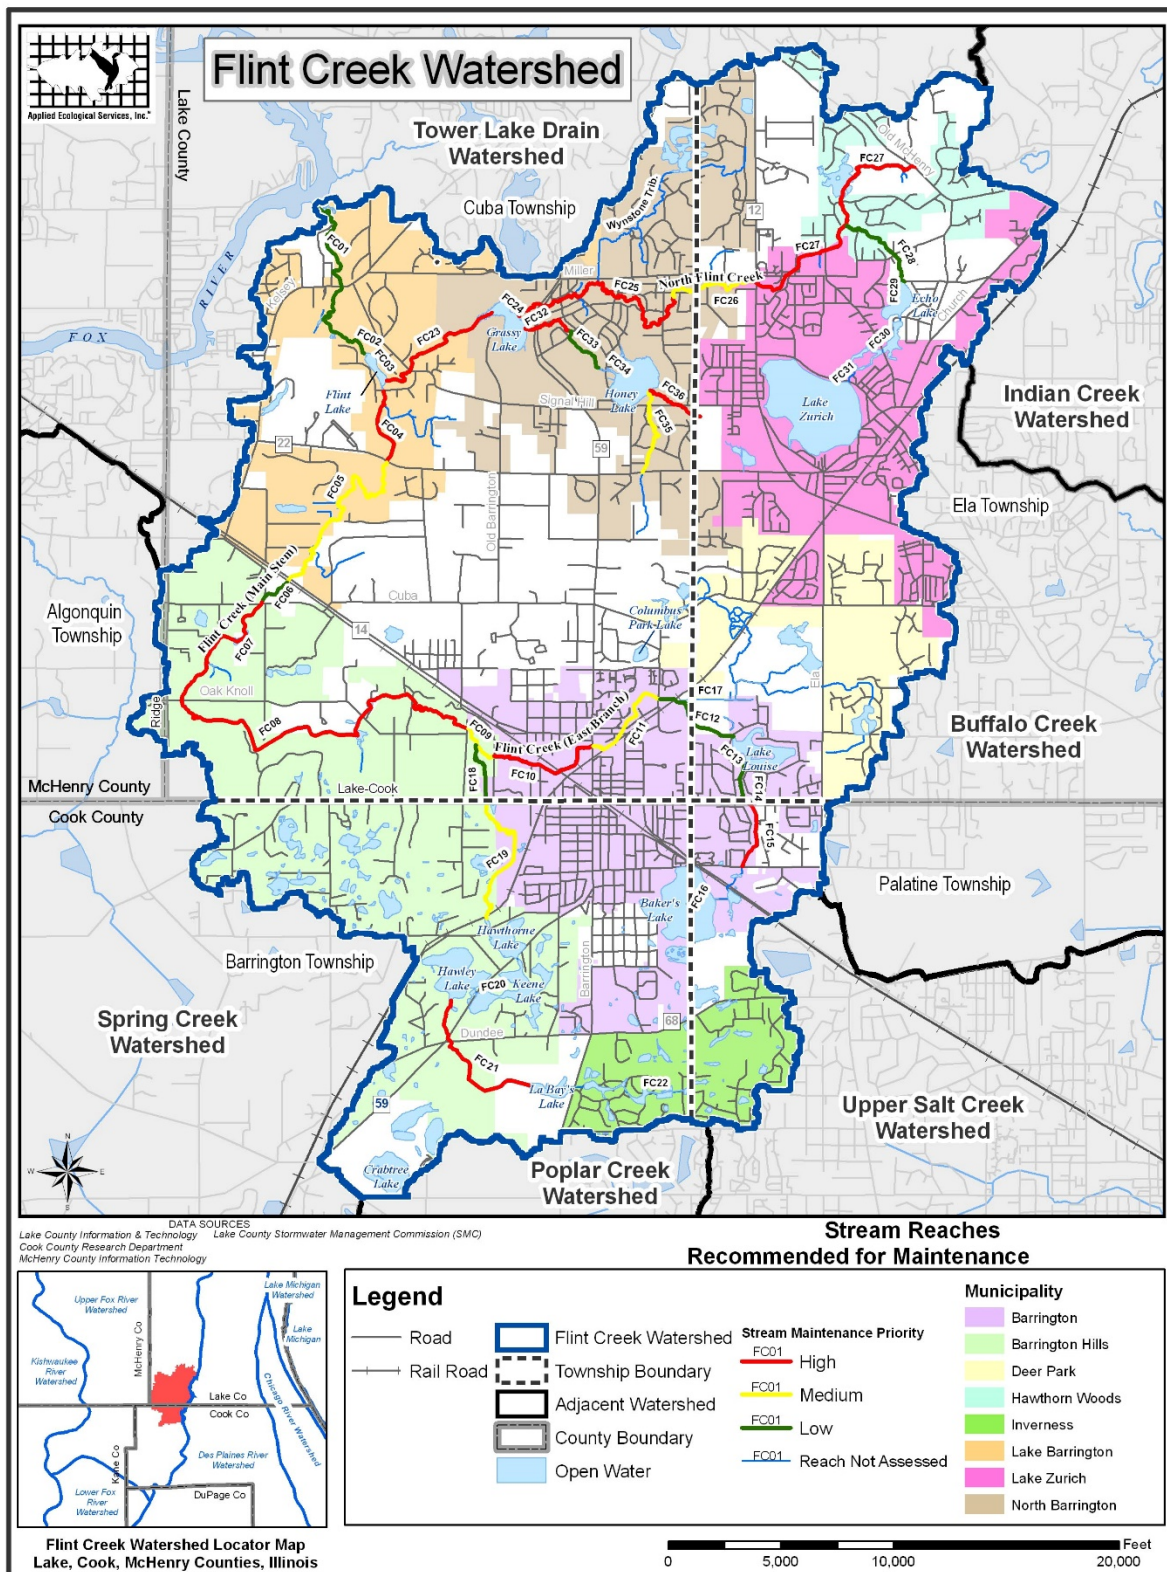 Flint Creek Watershed
Applied Ecological Services, Inc.
Lake County
Tower Lake Drain
Watershed
Cuba Township
Old McHenry
FC27
Wynstone Trib.
12
FC01
Kelsey
RIVER
FOX
Miller
FC27
FC28
North Flint Creek
FC25
FC26
FC29
Echo
Lake
Church
FC24
FC32
FC23
Grassy
Lake
FC02
FC03
FC33
FC34
FC30
FC31
Flint
Lake
Signal Hill
Honey
Lake
FC36
FC35
Lake
Zurich
Indian Creek
Watershed
FC04
22
59
FC05
Old Barrington
Ela Township
Flint Creek (Main Stem)
FC06
Cuba
Columbus
Park Lake
Algonquin
Township
FC07
14
Oak Knoll
Ela
Ridge
FC17
FC08
FC09
Flint Creek (East Branch)
FC11
FC12
Buffalo Creek
Watershed
FC10
FC13
Lake
Louise
FC18
McHenry County
Lake-Cook
FC14
Cook County
FC15
FC19
Palatine Township
FC16
Baker's
Lake
Hawthorne
Lake
Barrington Township
Hawley
Lake
FC20
Keene
Lake
Barrington
Spring Creek
Watershed
Dundee
68
FC21
La Bay's
Lake
FC22
59
Upper Salt Creek
Watershed
Crabtree
Lake
Poplar Creek
Watershed
N
W
E
S
DATA SOURCES
Lake County Information & Technology Lake County Stormwater Management Commission (SMC)
Cook County Research Department
McHenry County Information Technology
Stream Reaches
Recommended for Maintenance
Upper Fox River
Watershed
McHenry Co
Lake Michigan
Watershed
Lake
Michigan
Kishwaukee
River
Watershed
Lake Co
Cook Co
Chicago River Watershed
Des Plaines River
Watershed
Kane Co
Lower Fox
River
Watershed
DuPage Co
Flint Creek Watershed Locator Map
Lake, Cook, McHenry Counties, Illinois
Legend
Road
Rail Road
Flint Creek Watershed
Township Boundary
Adjacent Watershed
County Boundary
Open Water
Stream Maintenance Priority
FC01 High
FC01 Medium
FC01 Low
FC01 Reach Not Assessed
Municipality
Barrington
Barrington Hills
Deer Park
Hawthorn Woods
Inverness
Lake Barrington
Lake Zurich
North Barrington
Feet
0 5,000 10,000 20,000